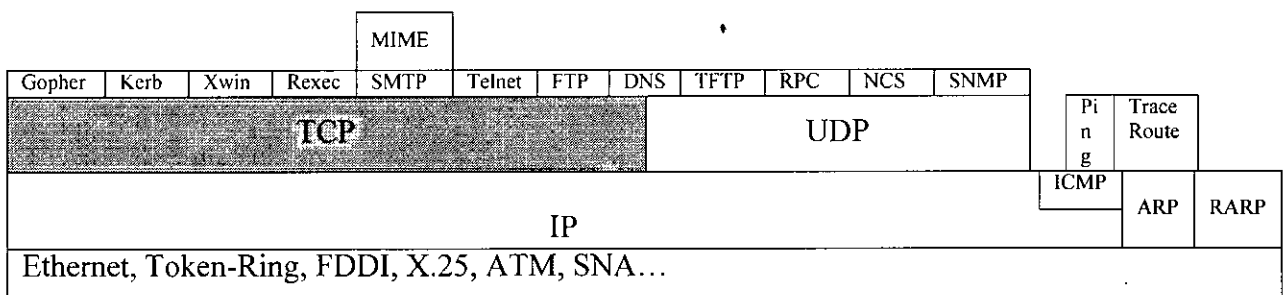 MIME
Gopher Kerb Xwin Rexec SMTP Telnet FTP DNS TFTP RPC NCS SNMP
TCP
UDP
Pi
n
g
Trace
Route
ICMP
IP
ARP
RARP
Ethernet, Token-Ring, FDDI, X.25, ATM, SNA...